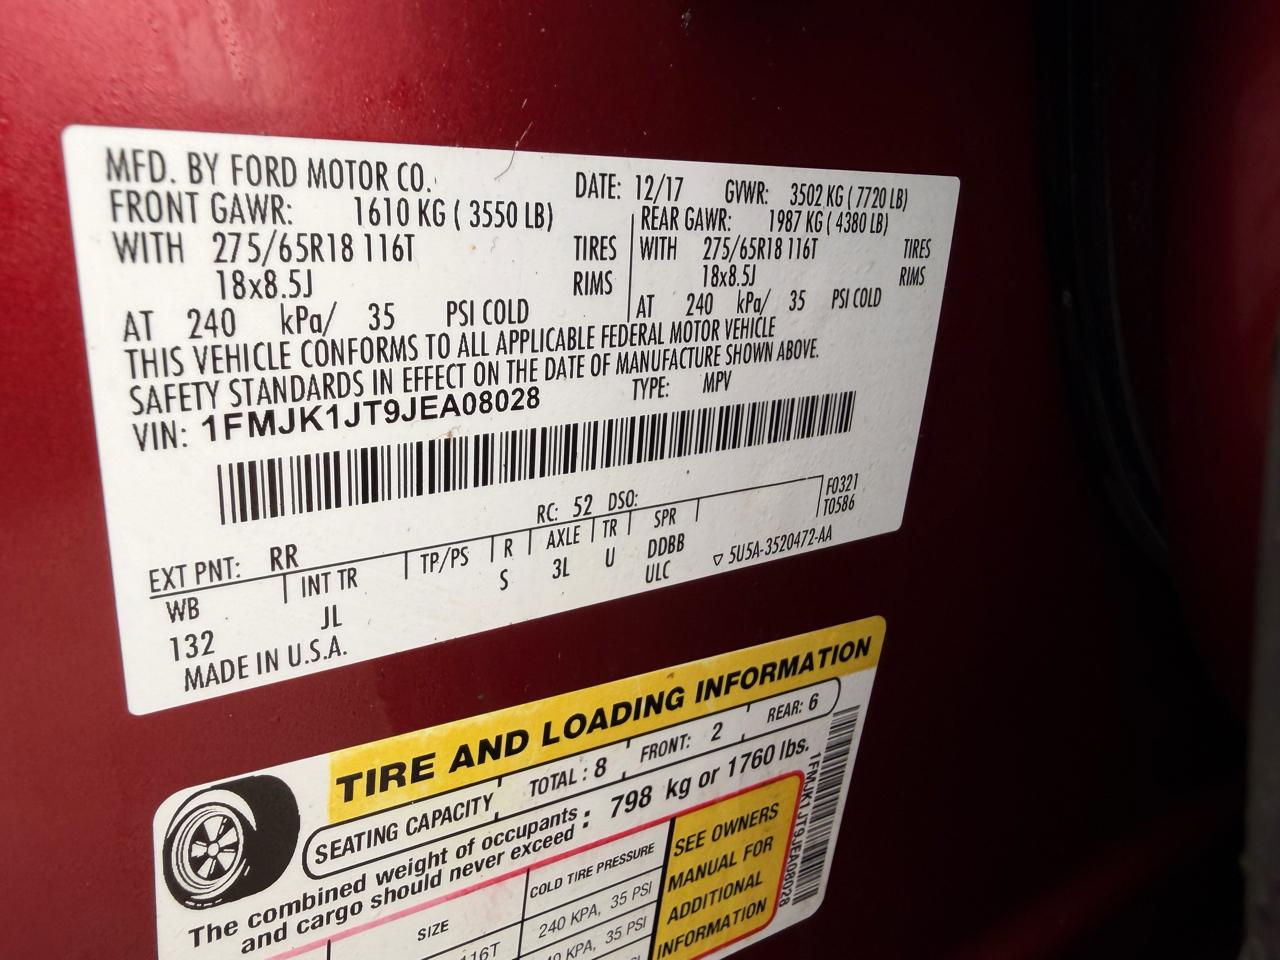 MFD. BY FORD MOTOR CO. DATE: 12/17 GVWR: 3502 KG ( 7720 LB)
FRONT GAWR: 1610 KG ( 3550 LB) REAR GAWR: 1987 KG ( 4380 LB)
WITH 275/65R18 116T TIRES WITH 275/65R18 116T TIRES
18x8.5J RIMS 18x8.5J RIMS
AT 240 kPa/ 35 PSI COLD AT 240 kPa/ 35 PSI COLD
THIS VEHICLE CONFORMS TO ALL APPLICABLE FEDERAL MOTOR VEHICLE
SAFETY STANDARDS IN EFFECT ON THE DATE OF MANUFACTURE SHOWN ABOVE.
VIN: 1FMJK1JT9JEA08028 TYPE: MPV
F0321
RC: 52 DSO: T0586
EXT PNT: RR
WB INT TR TP/PS R AXLE TR SPR
132 JL S 3L U DDBB
ULC
▽ 5U5A-3520472-AA
MADE IN U.S.A.
TIRE AND LOADING INFORMATION
SEATING CAPACITY TOTAL : 8 FRONT: 2 REAR: 6
The combined weight of occupants
and cargo should never exceed : 798 kg or 1760 lbs.
SIZE COLD TIRE PRESSURE
116T 240 KPA, 35 PSI
KPA, 35 PSI
SEE OWNERS
MANUAL FOR
ADDITIONAL
INFORMATION
1FMJK1JT9JEA08028